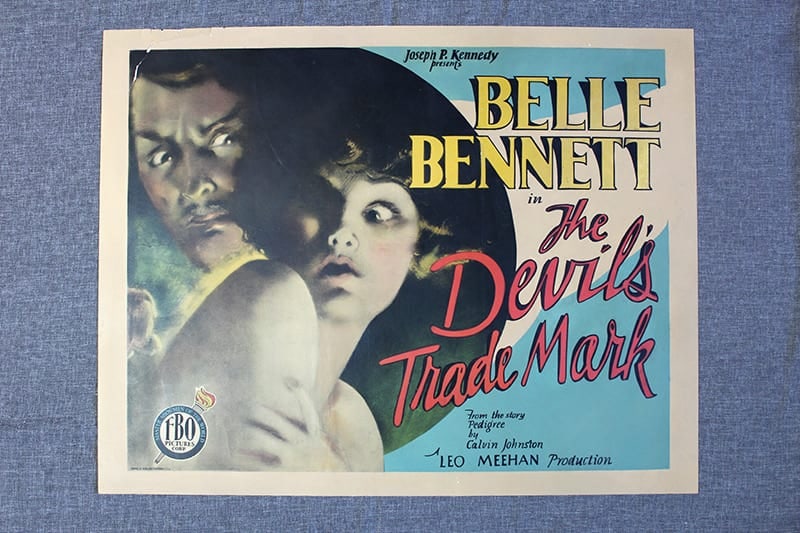 Joseph P. Kennedy
presents
BELLE
BENNETT
in
The
Devil's
Trade Mark
From the story
Pedigree
by
Calvin Johnston
A LEO MEEHAN Production
FBO
PICTURES
CORP